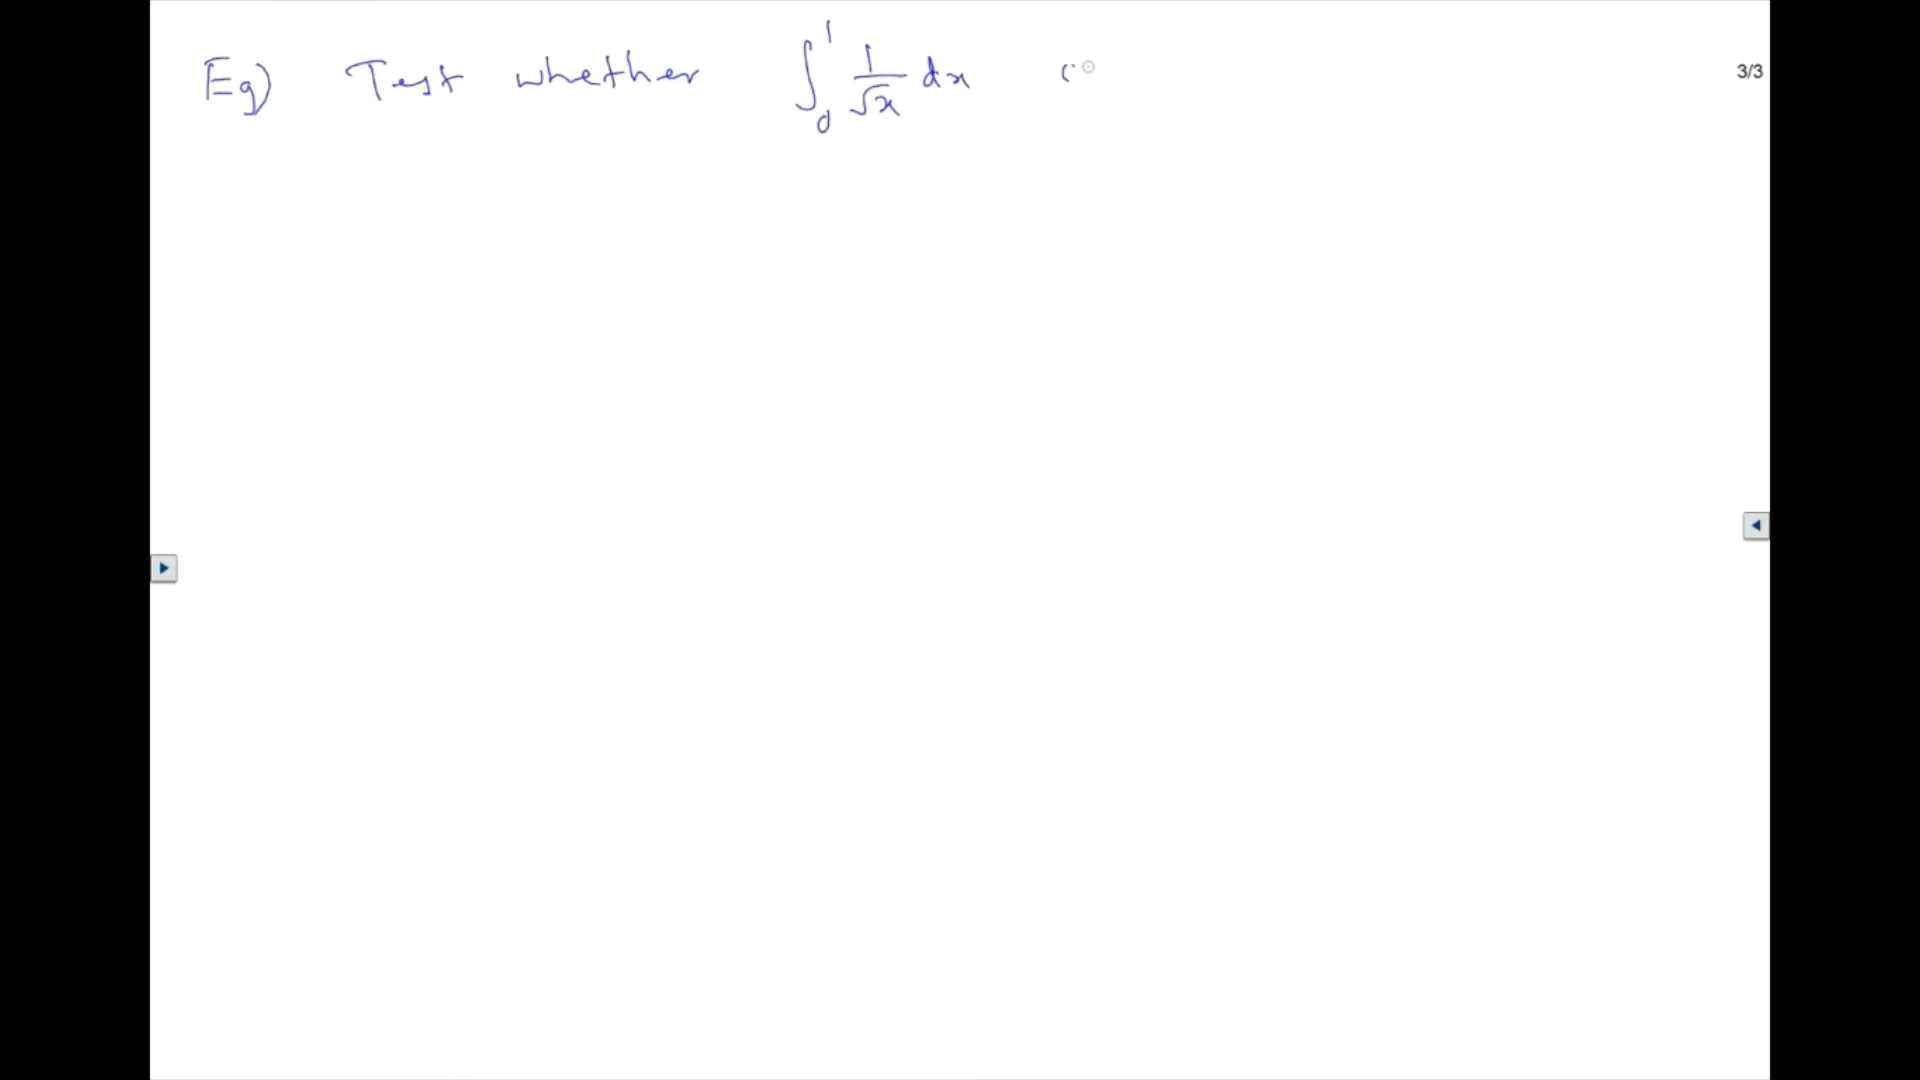 Eg) Test whether ∫₀¹ 1/√x dx c
3/3